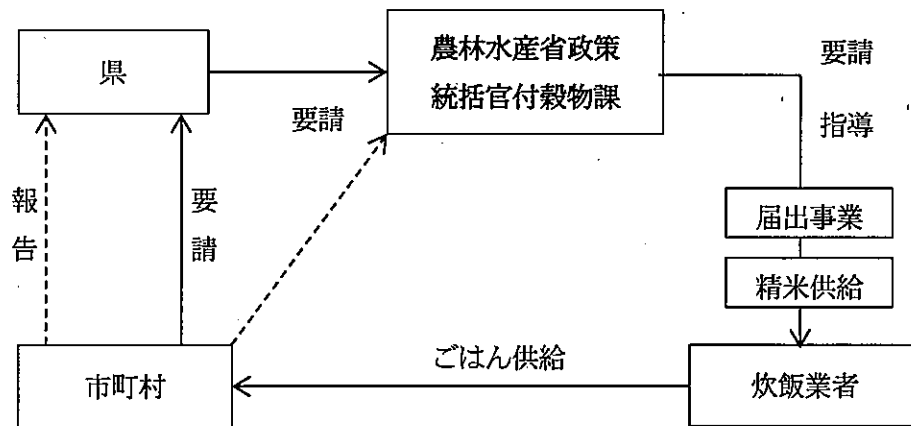 県
農林水産省政策
統括官付穀物課
要請
指導
要請
報告
要請
届出事業
精米供給
ごはん供給
市町村
炊飯業者